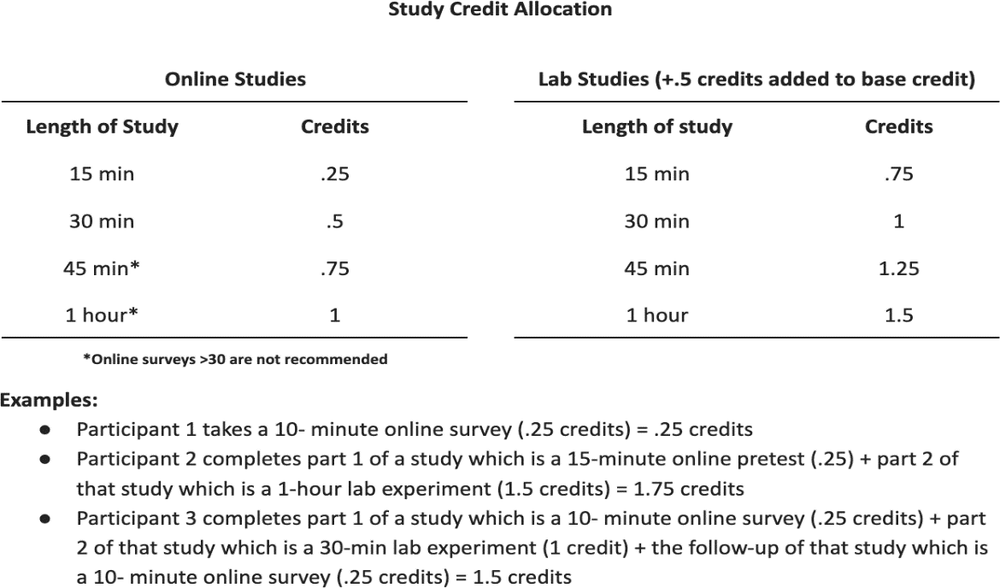 Study Credit Allocation
Online Studies
Length of Study Credits
15 min .25
30 min .5
45 min* .75
1 hour* 1
*Online surveys >30 are not recommended
Lab Studies (+.5 credits added to base credit)
Length of study Credits
15 min .75
30 min 1
45 min 1.25
1 hour 1.5
Examples:
● Participant 1 takes a 10- minute online survey (.25 credits) = .25 credits
● Participant 2 completes part 1 of a study which is a 15-minute online pretest (.25) + part 2 of
that study which is a 1-hour lab experiment (1.5 credits) = 1.75 credits
● Participant 3 completes part 1 of a study which is a 10- minute online survey (.25 credits) + part
2 of that study which is a 30-min lab experiment (1 credit) + the follow-up of that study which is
a 10- minute online survey (.25 credits) = 1.5 credits